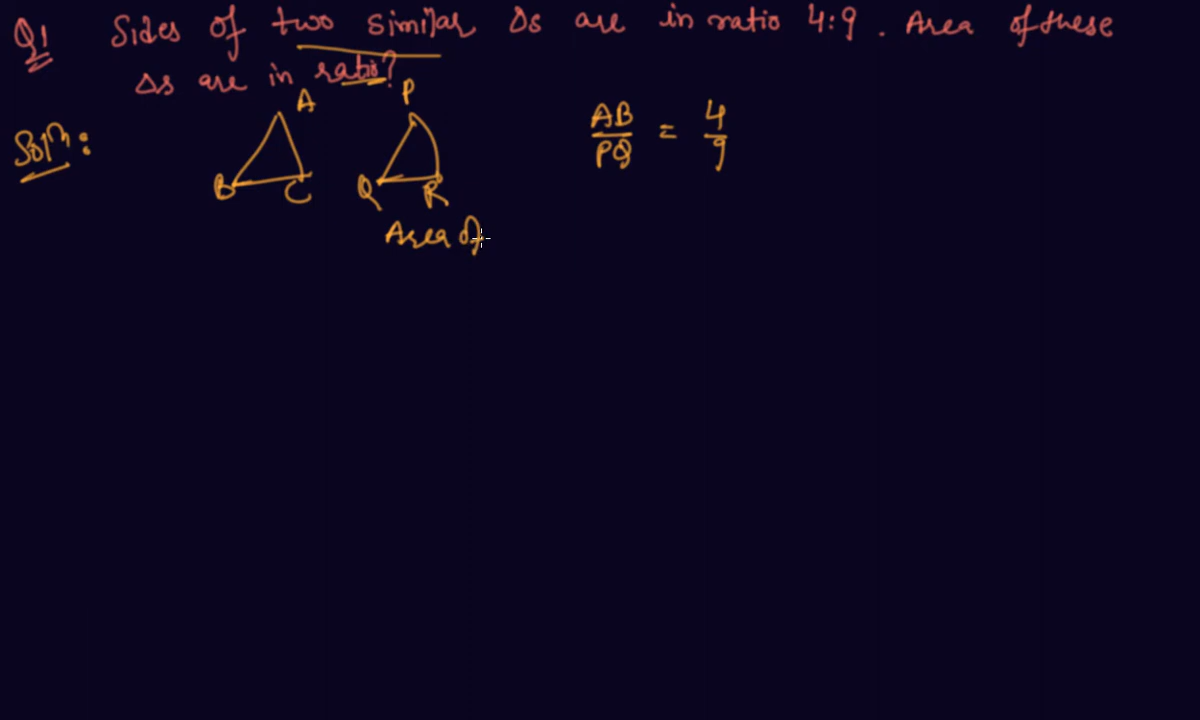 Q1 Sides of two similar Δs are in ratio 4:9. Area of these
Δs are in ratio?
Soln:
A
P
B
C
Q
R
AB/PQ = 4/9
Area of